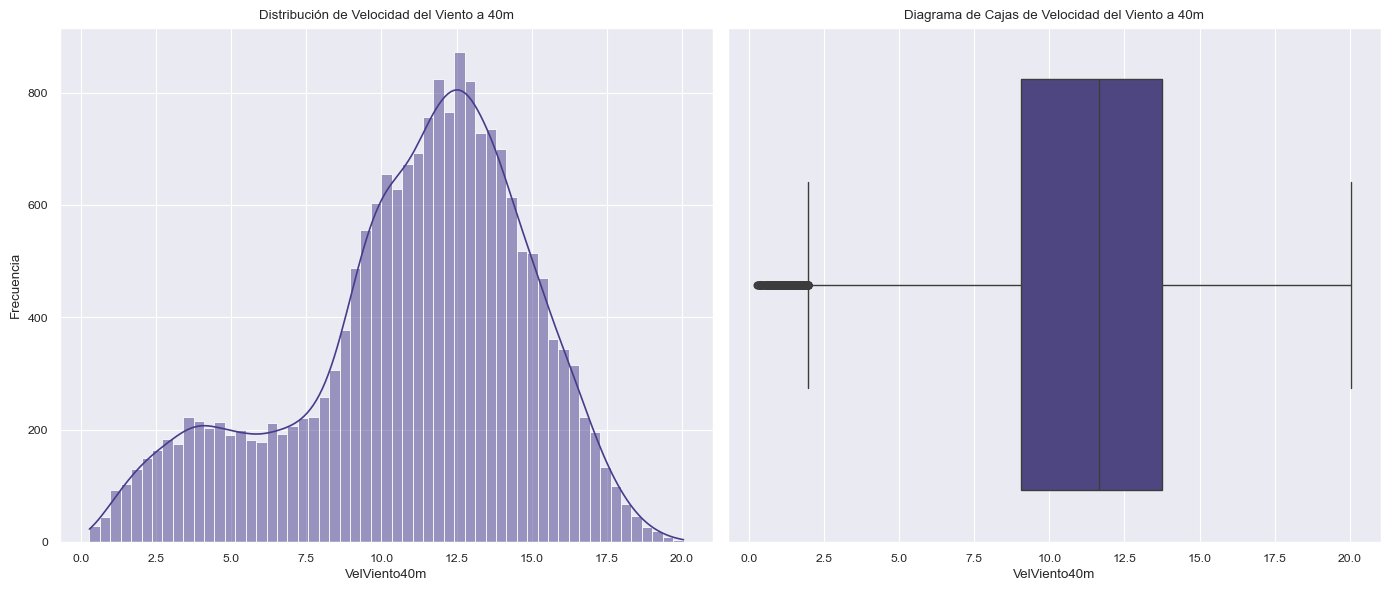 Distribución de Velocidad del Viento a 40m
Frecuencia
800
600
400
200
0
0.0 2.5 5.0 7.5 10.0 12.5 15.0 17.5 20.0
VelViento40m
Diagrama de Cajas de Velocidad del Viento a 40m
0.0 2.5 5.0 7.5 10.0 12.5 15.0 17.5 20.0
VelViento40m